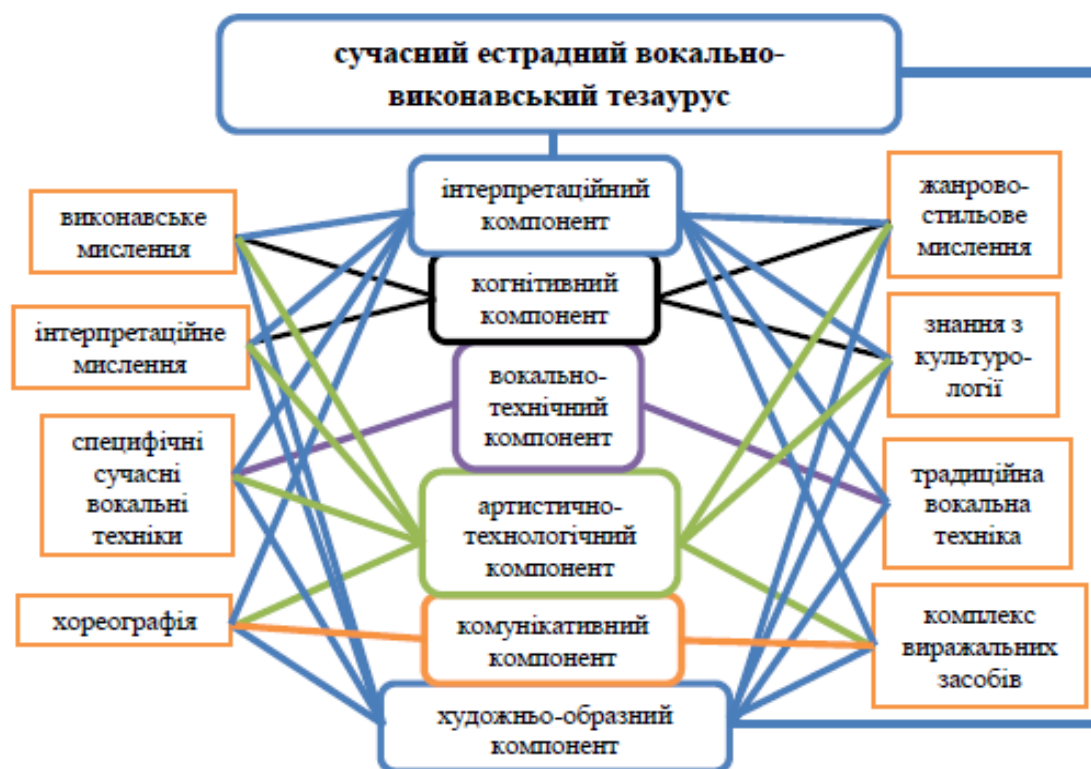 сучасний естрадний вокально-
виконавський тезаурус
інтерпретаційний
компонент
когнітивний
компонент
вокально-
технічний
компонент
артистично-
технологічний
компонент
комунікативний
компонент
художньо-образний
компонент
виконавське
мислення
інтерпретаційне
мислення
специфічні
сучасні
вокальні
техніки
хореографія
жанрово-
стильове
мислення
знання з
культуро-
логії
традиційна
вокальна
техніка
комплекс
виражальних
засобів